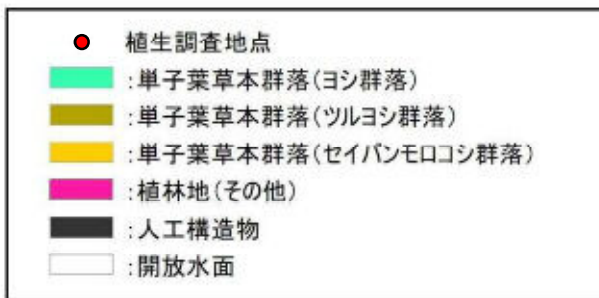 植生調査地点
:単子葉草本群落(ヨシ群落)
:単子葉草本群落(ツルヨシ群落)
:単子葉草本群落(セイバンモロコシ群落)
:植林地(その他)
:人工構造物
:開放水面